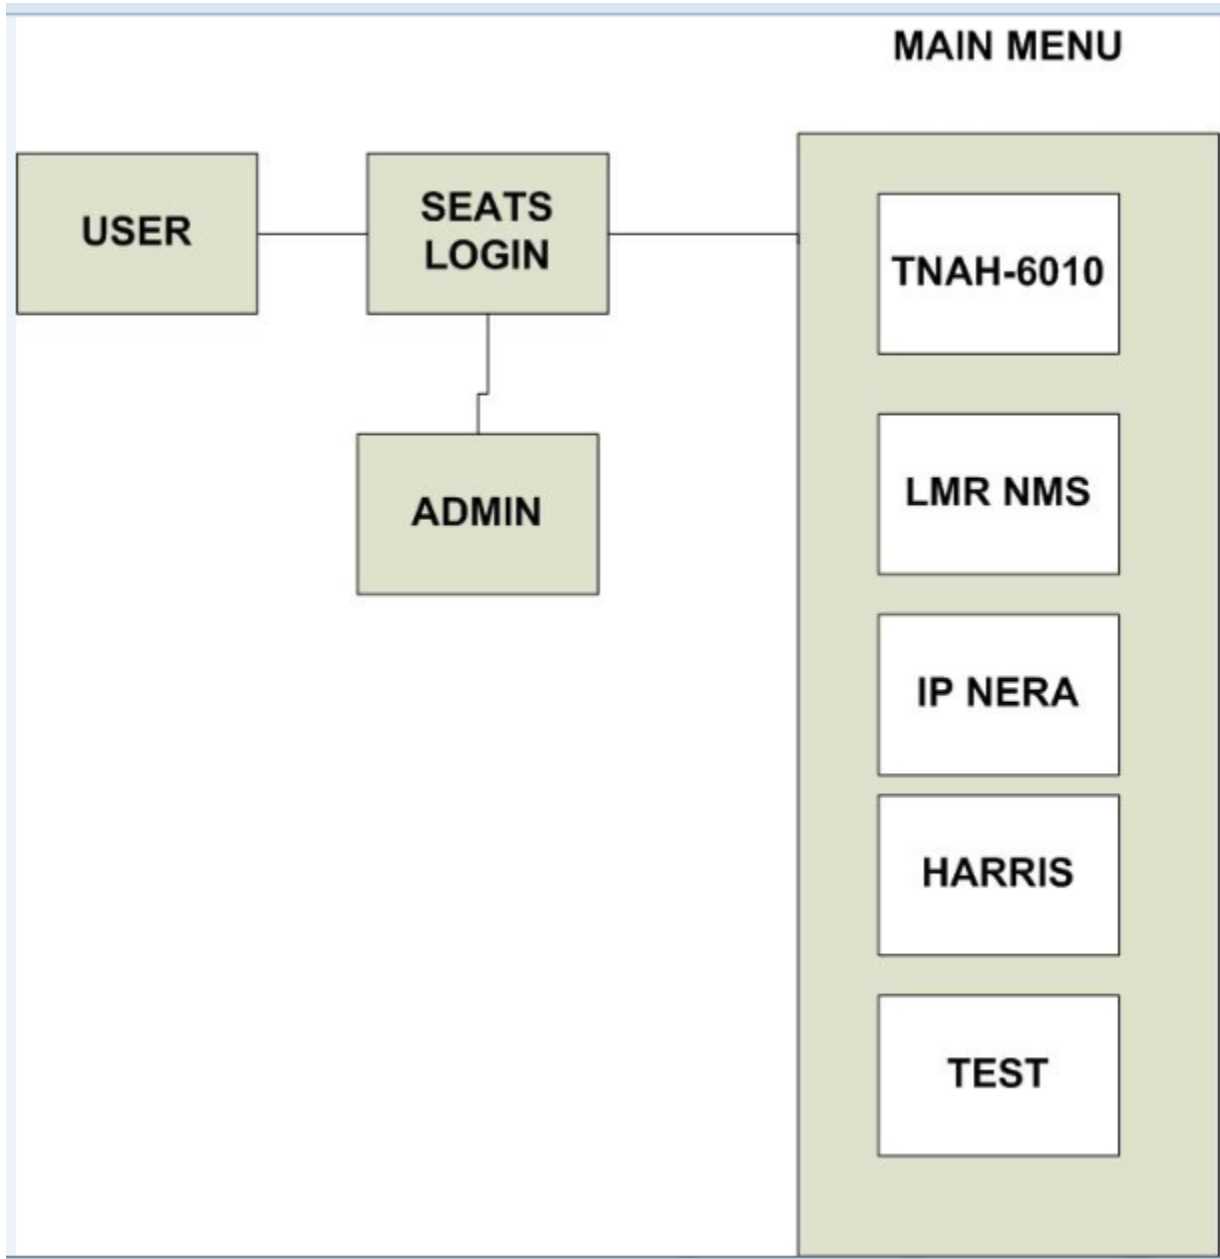 MAIN MENU
USER
SEATS
LOGIN
ADMIN
TNAH-6010
LMR NMS
IP NERA
HARRIS
TEST